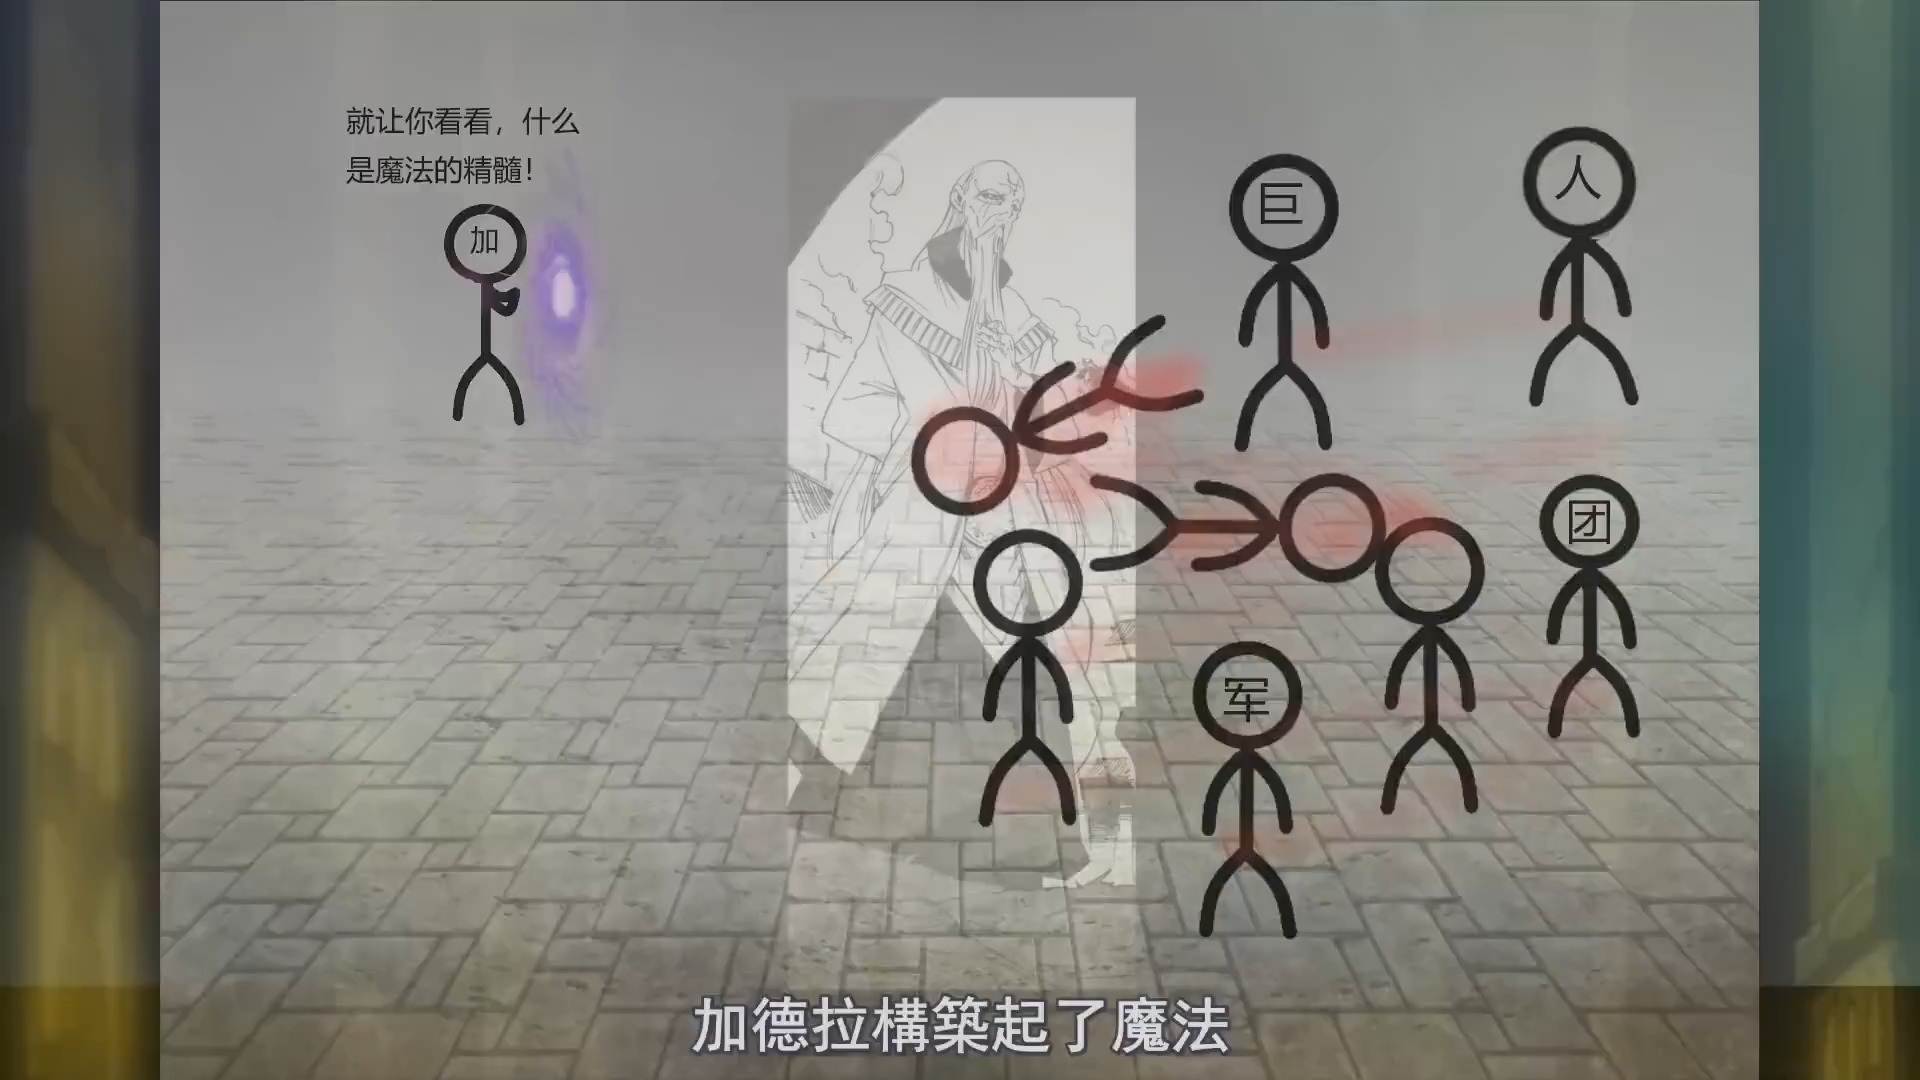 就让你看看，什么
是魔法的精髓！
加
巨
人
团
军
加德拉構築起了魔法